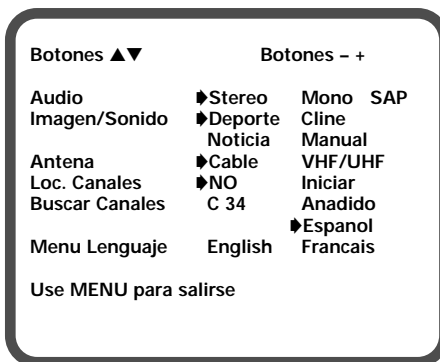 Botones ▲▼ Botones – +
Audio ➧Stereo Mono SAP
Imagen/Sonido ➧Deporte Cline
Noticia Manual
Antena ➧Cable VHF/UHF
Loc. Canales ➧NO Iniciar
Buscar Canales C 34 Anadido
➧Espanol
Menu Lenguaje English Francais
Use MENU para salirse